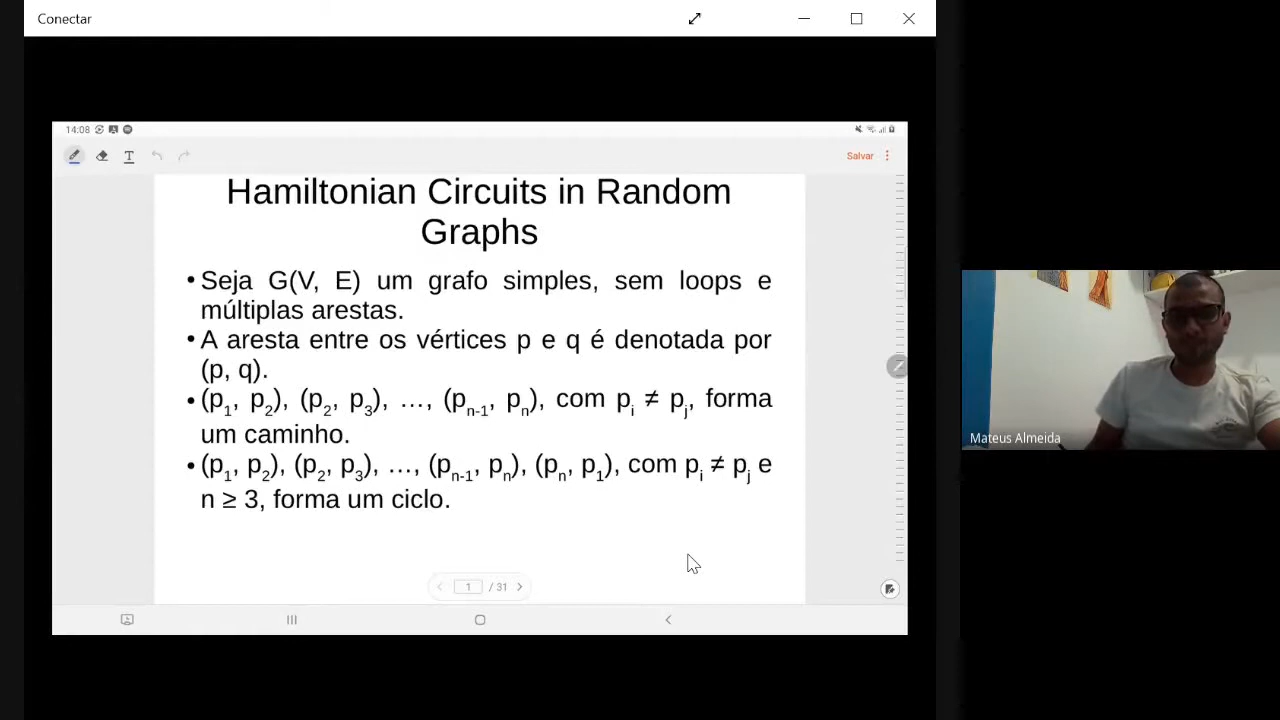 Conectar
14:08
Salvar
Hamiltonian Circuits in Random
Graphs
•Seja G(V, E) um grafo simples, sem loops e
múltiplas arestas.
•A aresta entre os vértices p e q é denotada por
(p, q).
•(p1, p2), (p2, p3), …, (pn-1, pn), com pi ≠ pj, forma
um caminho.
•(p1, p2), (p2, p3), …, (pn-1, pn), (pn, p1), com pi ≠ pj e
n ≥ 3, forma um ciclo.
1 / 31
Mateus Almeida